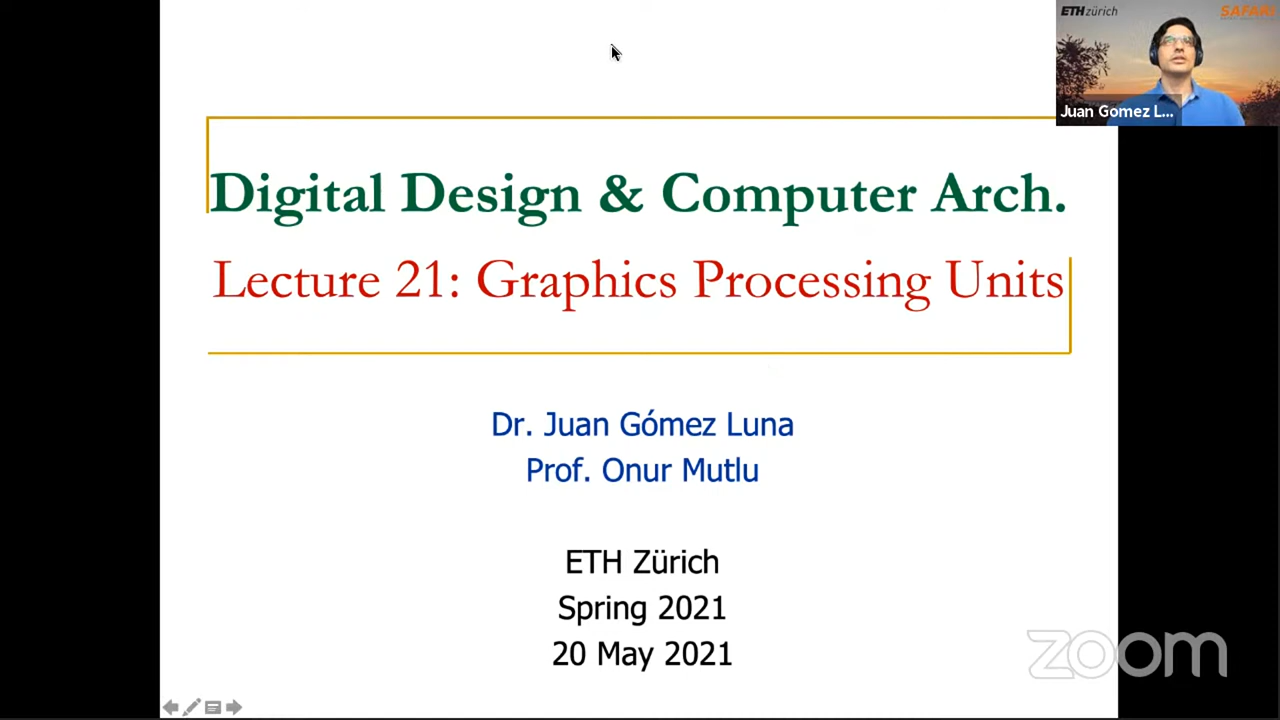 ETH zürich
SAFARI
Juan Gomez L...
Digital Design & Computer Arch.
Lecture 21: Graphics Processing Units
Dr. Juan Gómez Luna
Prof. Onur Mutlu
ETH Zürich
Spring 2021
20 May 2021
zoom